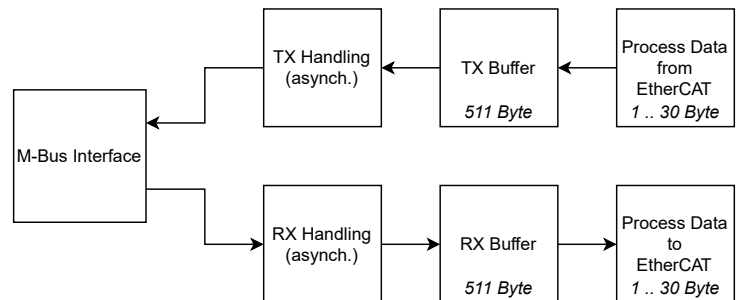 TX Handling
(asynch.)
TX Buffer
511 Byte
Process Data
from
EtherCAT
1 .. 30 Byte
M-Bus Interface
RX Handling
(asynch.)
RX Buffer
511 Byte
Process Data
to
EtherCAT
1 .. 30 Byte